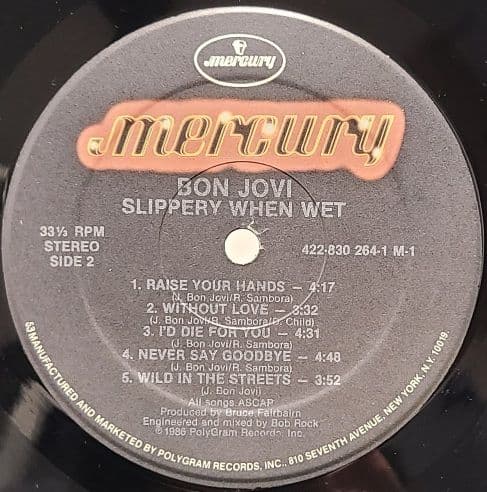 mercury
mercury
BON JOVI
SLIPPERY WHEN WET
33⅓ RPM
STEREO
SIDE 2
422-830 264-1 M-1
1. RAISE YOUR HANDS — 4:17
(J. Bon Jovi/R. Sambora)
2. WITHOUT LOVE — 3:32
(J. Bon Jovi/R. Sambora/D. Child)
3. I'D DIE FOR YOU — 4:31
(J. Bon Jovi/R. Sambora/D. Child)
4. NEVER SAY GOODBYE — 4:48
(J. Bon Jovi/R. Sambora)
5. WILD IN THE STREETS — 3:52
(J. Bon Jovi)
All songs ASCAP
Produced by Bruce Fairbairn
Engineered and mixed by Bob Rock
℗1986 PolyGram Records, Inc.
53 MANUFACTURED AND MARKETED BY POLYGRAM RECORDS, INC., 810 SEVENTH AVENUE, NEW YORK, N.Y. 10019.